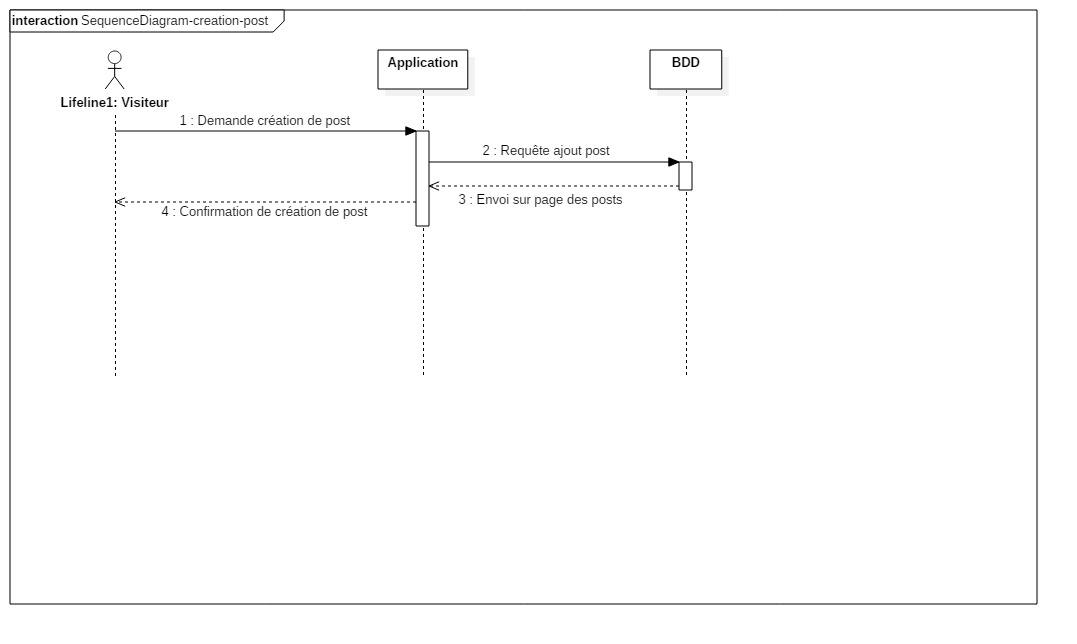 interaction SequenceDiagram-creation-post
Application
BDD
Lifeline1: Visiteur
1 : Demande création de post
2 : Requête ajout post
3 : Envoi sur page des posts
4 : Confirmation de création de post